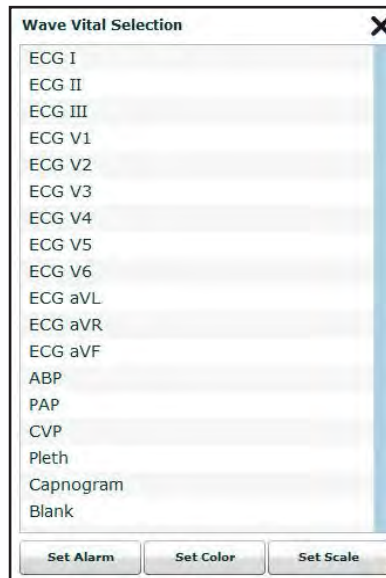 Wave Vital Selection X
ECG I
ECG II
ECG III
ECG V1
ECG V2
ECG V3
ECG V4
ECG V5
ECG V6
ECG aVL
ECG aVR
ECG aVF
ABP
PAP
CVP
Pleth
Capnogram
Blank
Set Alarm Set Color Set Scale